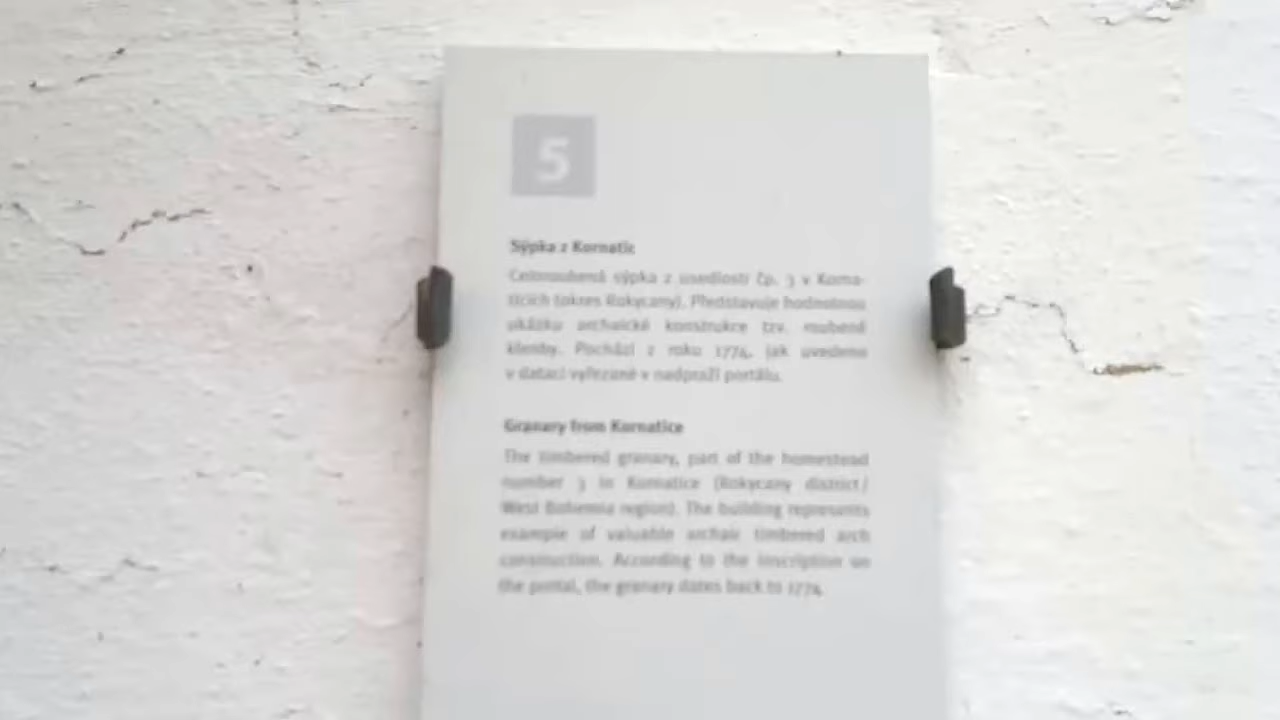 5
Sýpka z Kornatic
Celoroubená sýpka z usedlosti čp. 3 v Korna-
ticích (okres Rokycany). Představuje hodnotnou
ukázku archaické konstrukce tzv. roubené
klenby. Pochází z roku 1774, jak uvedeno
v dataci vyřezané v nadpraží portálu.
Granary from Kornatice
The timbered granary, part of the homestead
number 3 in Kornatice (Rokycany district/
West Bohemia region). The building represents
example of valuable archaic timbered arch
construction. According to the inscription on
the portal, the granary dates back to 1774.